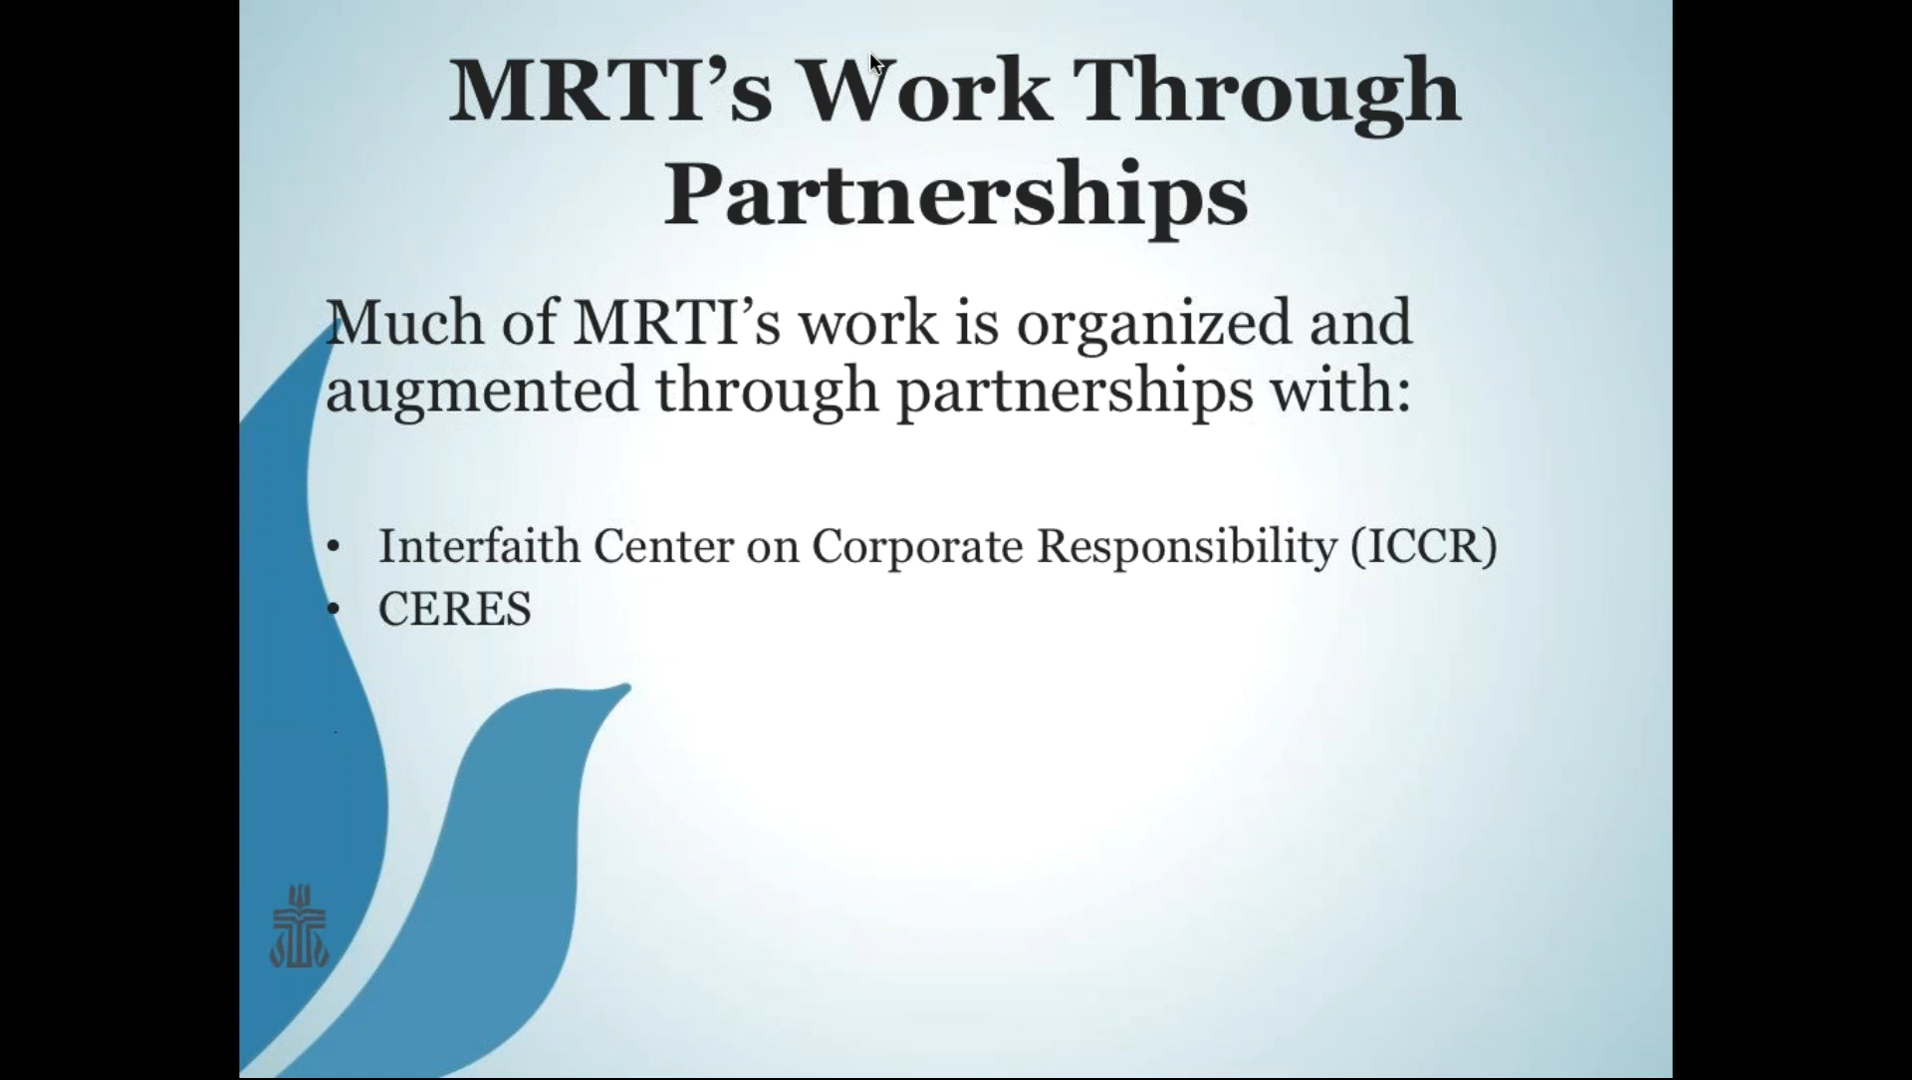 MRTI’s Work Through
Partnerships
Much of MRTI’s work is organized and
augmented through partnerships with:
• Interfaith Center on Corporate Responsibility (ICCR)
• CERES